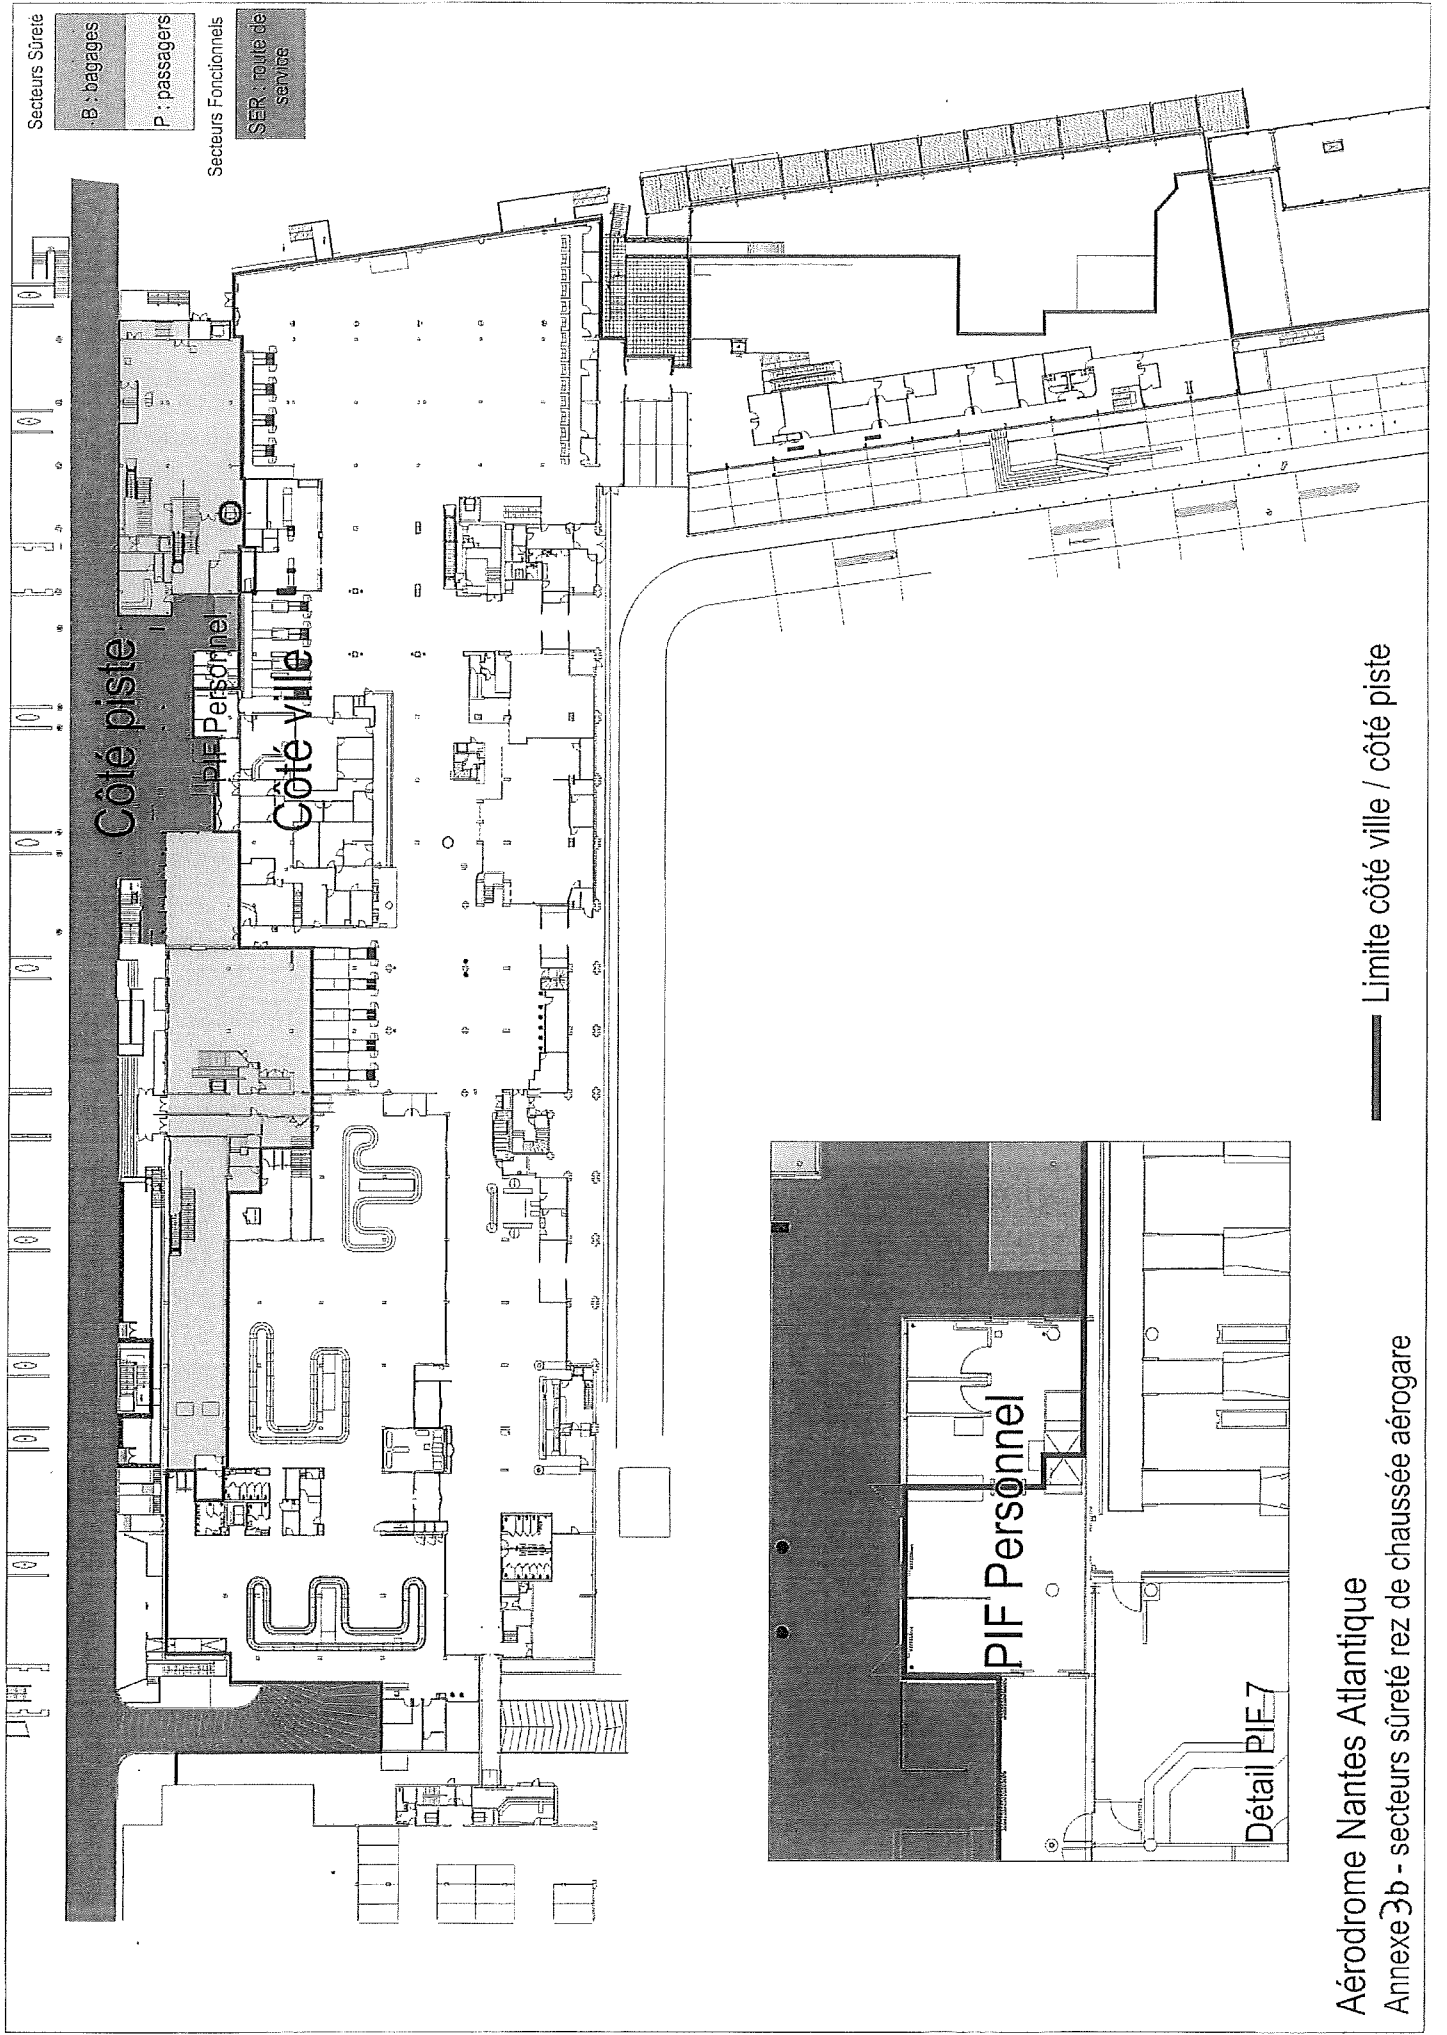 Secteurs Sûreté
B : bagages
P : passagers
Secteurs Fonctionnels
SER : route de
service
Côté piste
PIF Personnel
Côté ville
Limite côté ville / côté piste
PIF Personnel
Détail PIF 7
Aérodrome Nantes Atlantique
Annexe 3b - secteurs sûreté rez de chaussée aérogare